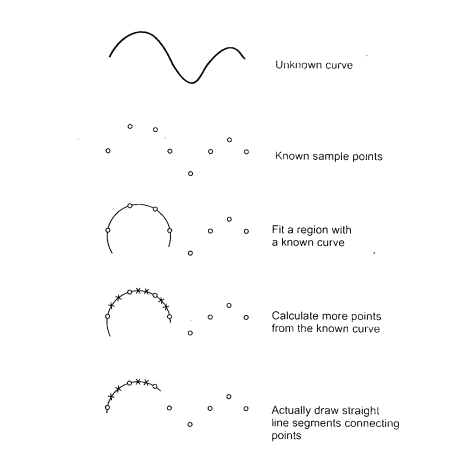 Unknown curve
Known sample points
Fit a region with
a known curve
Calculate more points
from the known curve
Actually draw straight
line segments connecting
points